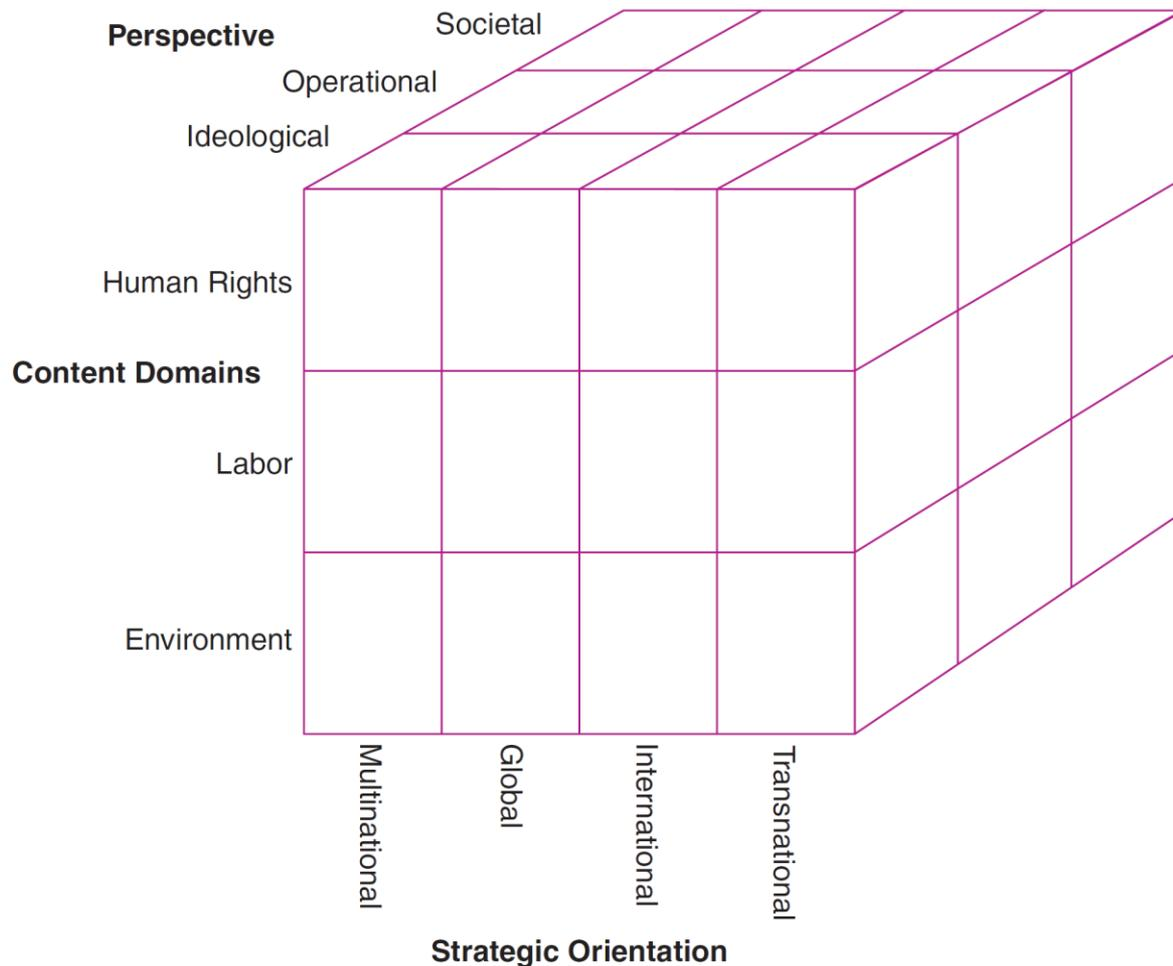 Perspective
Societal
Operational
Ideological
Human Rights
Content Domains
Labor
Environment
Multinational
Global
International
Transnational
Strategic Orientation